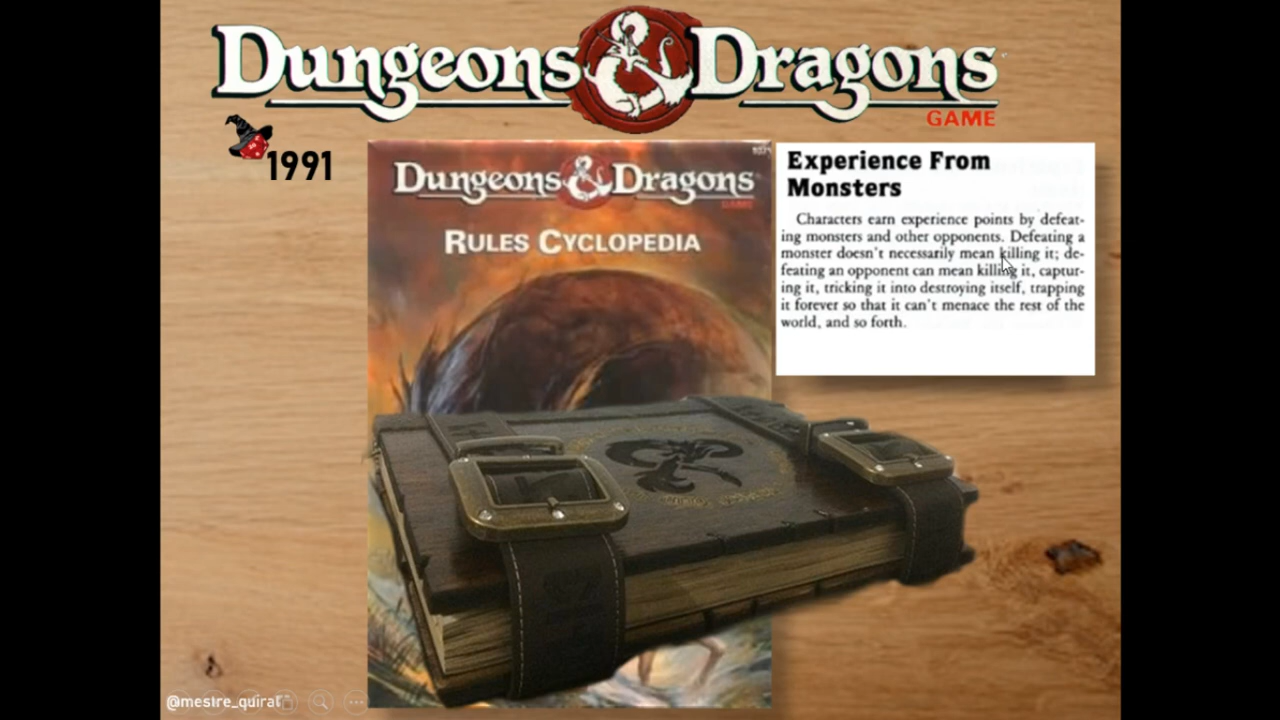 Dungeons & Dragons
GAME
1991
Dungeons & Dragons
GAME
RULES CYCLOPEDIA
Experience From
Monsters
Characters earn experience points by defeat-
ing monsters and other opponents. Defeating a
monster doesn't necessarily mean killing it; de-
feating an opponent can mean killing it, captur-
ing it, tricking it into destroying itself, trapping
it forever so that it can't menace the rest of the
world, and so forth.